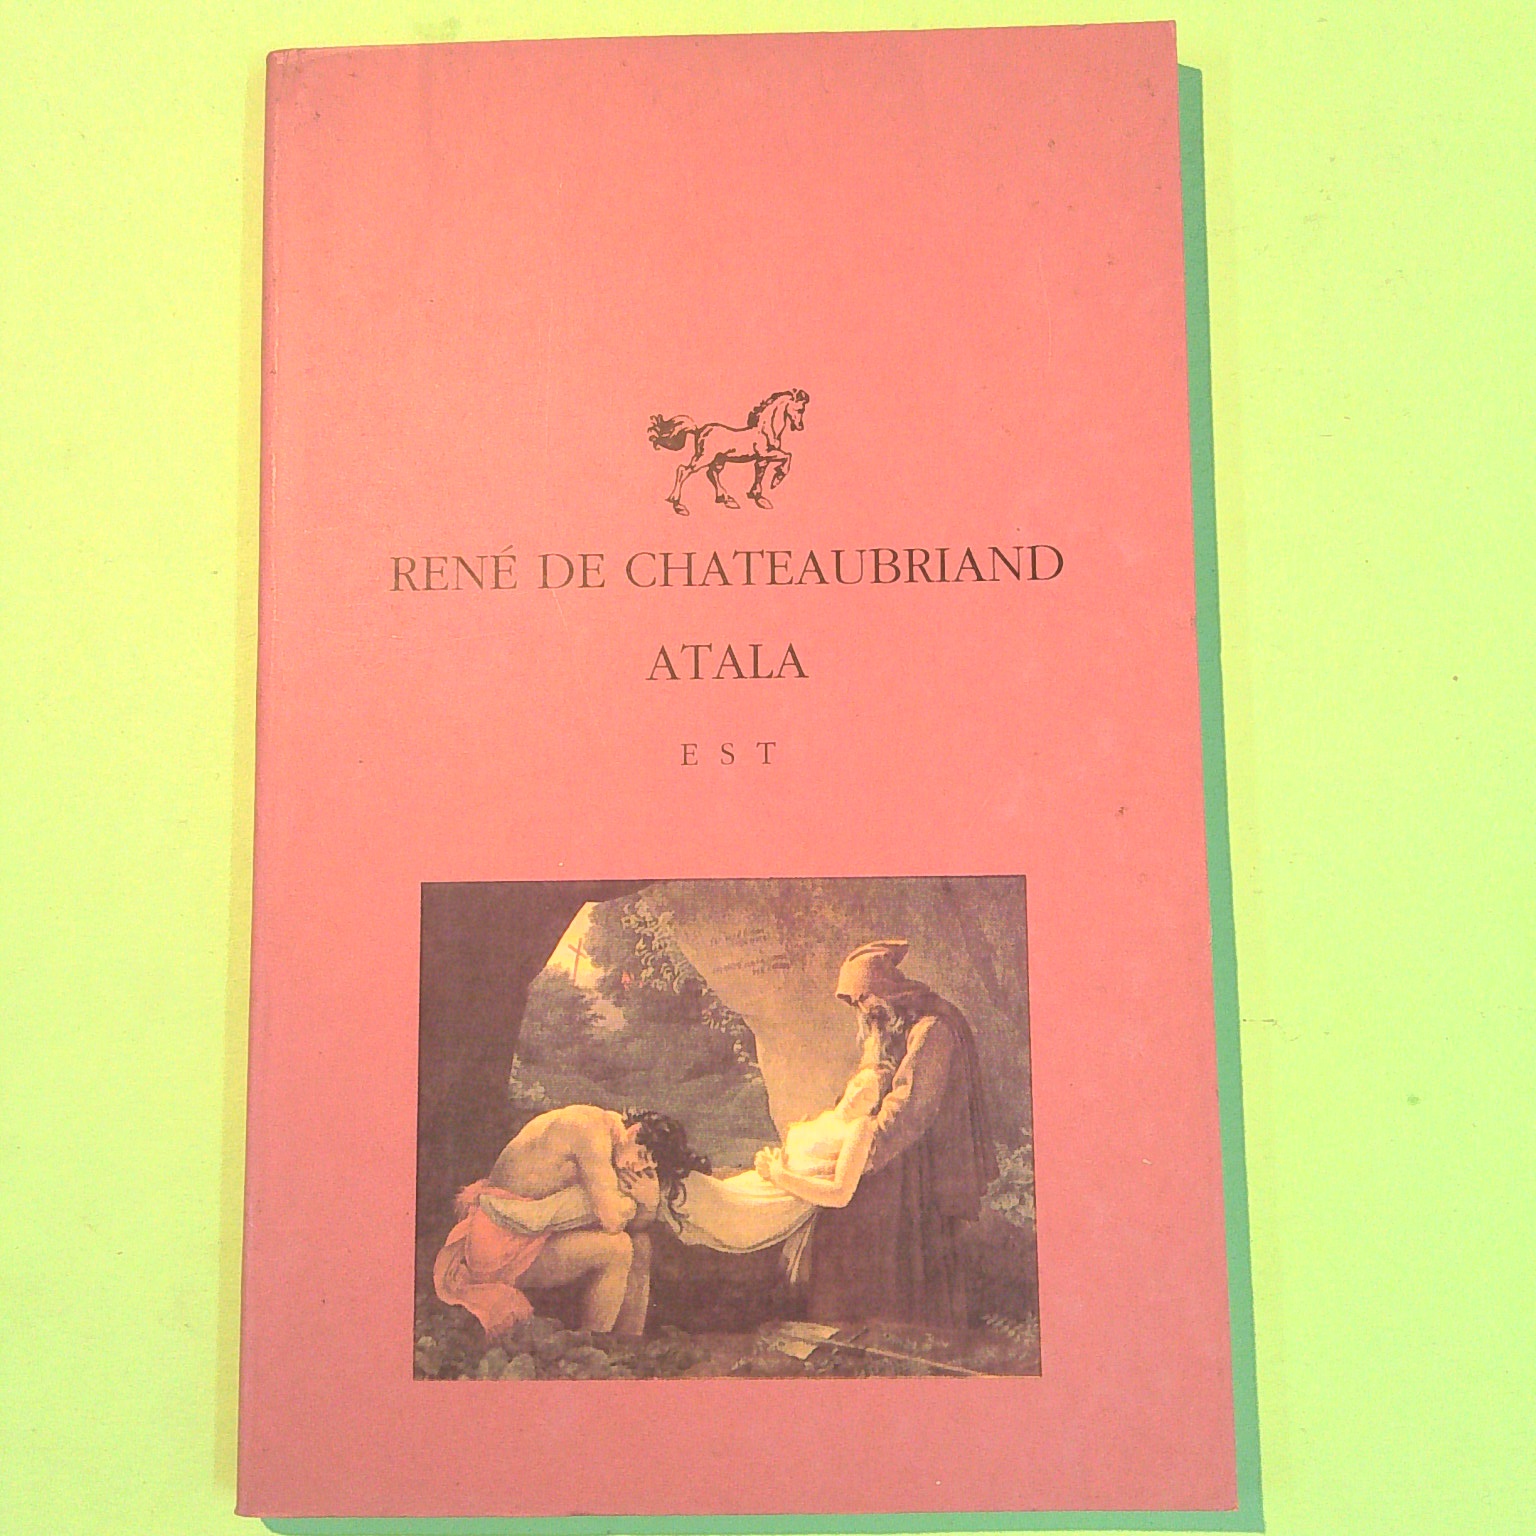 RENÉ DE CHATEAUBRIAND
ATALA
EST